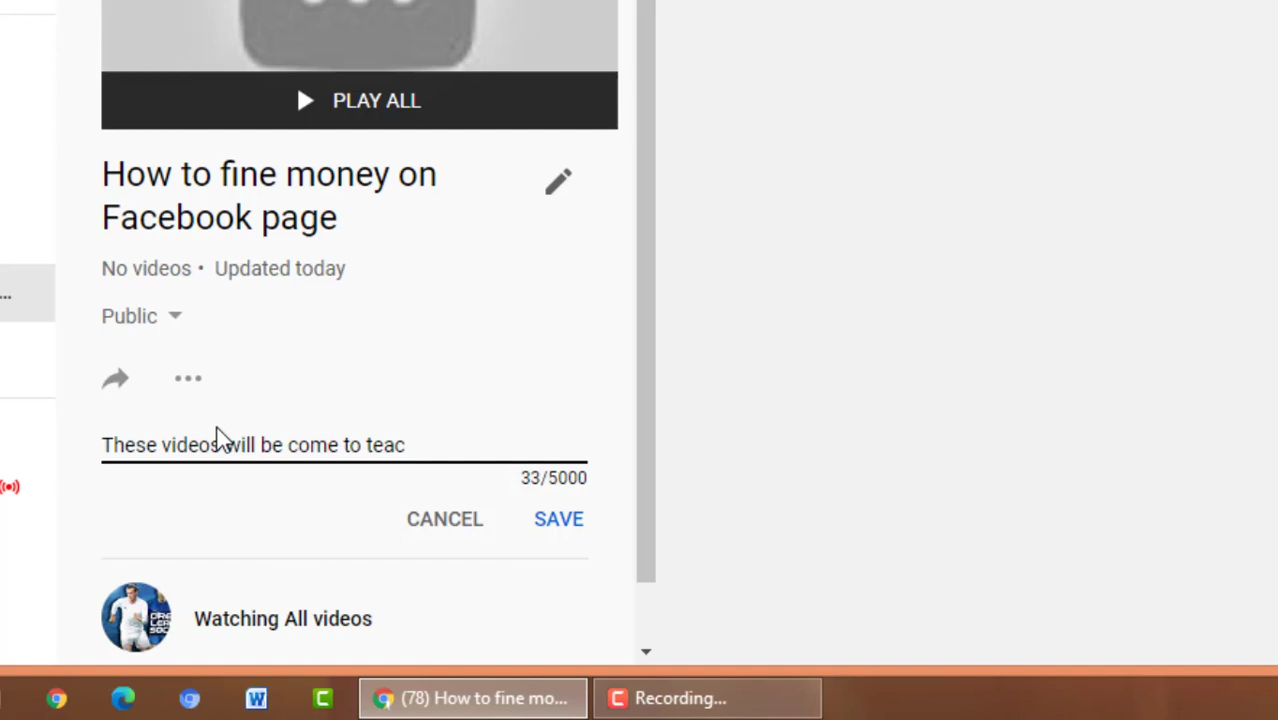 PLAY ALL
How to fine money on
Facebook page
No videos • Updated today
Public
...
These videos will be come to teac
33/5000
CANCEL SAVE
Watching All videos
(78) How to fine mo... Recording...